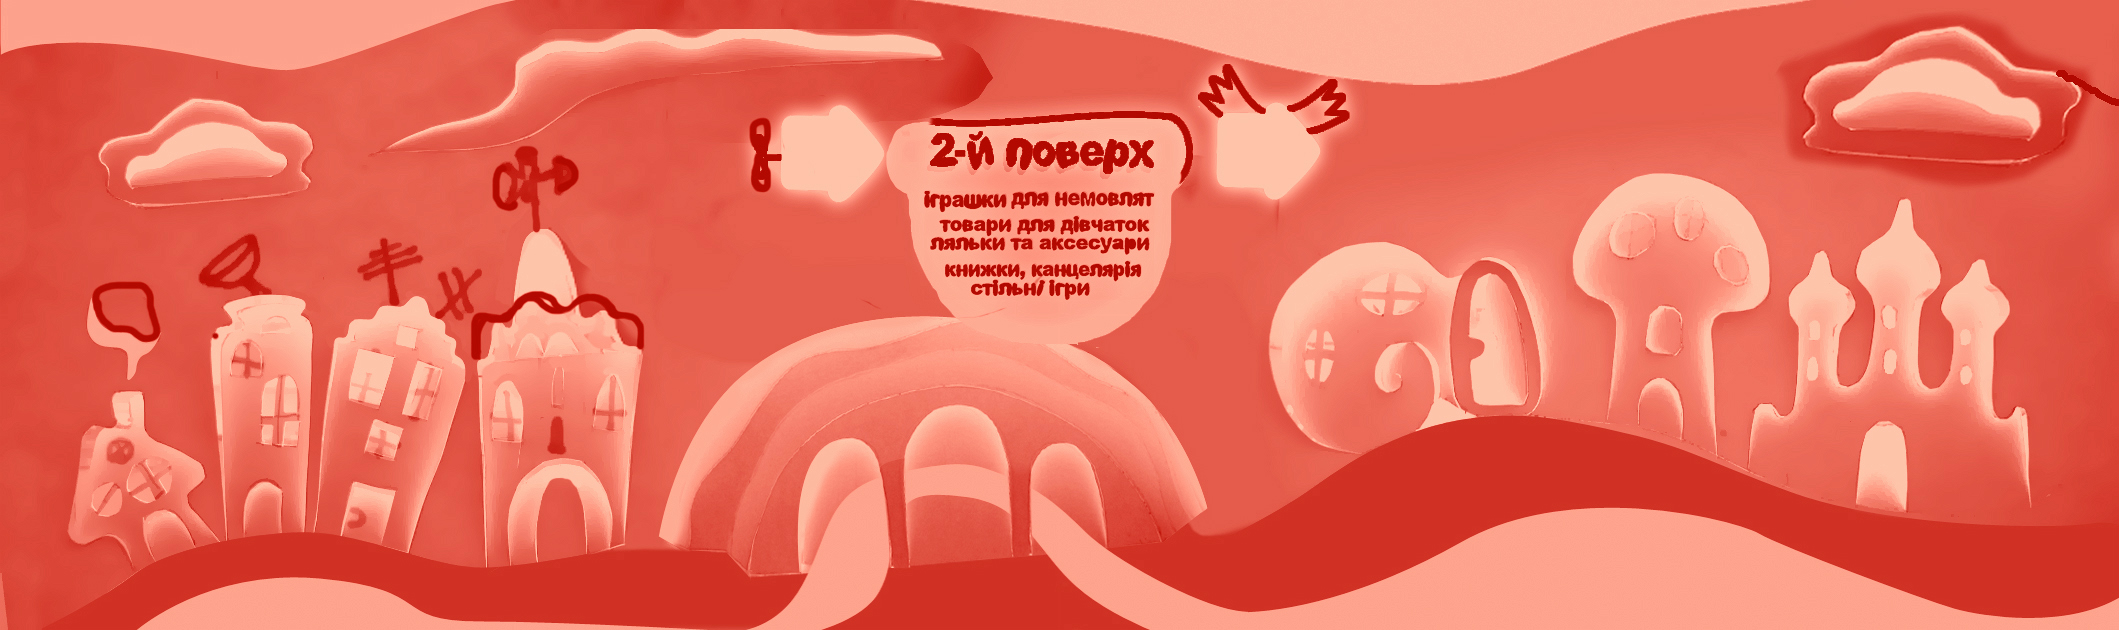 2-й поверх
іграшки для немовлят
товари для дівчаток
ляльки та аксесуари
книжки, канцелярія
стільні ігри